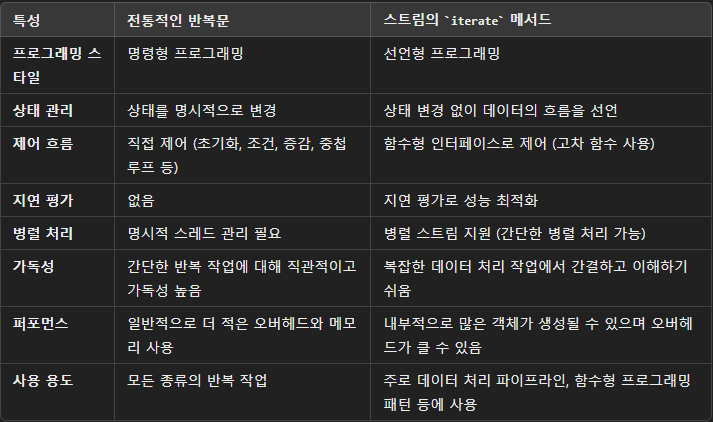 특성 전통적인 반복문 스트림의 `iterate` 메서드
프로그래밍 스 명령형 프로그래밍 선언형 프로그래밍
타일
상태 관리 상태를 명시적으로 변경 상태 변경 없이 데이터의 흐름을 선언
제어 흐름 직접 제어 (초기화, 조건, 증감, 중첩 함수형 인터페이스로 제어 (고차 함수 사용)
루프 등)
지연 평가 없음 지연 평가로 성능 최적화
병렬 처리 명시적 스레드 관리 필요 병렬 스트림 지원 (간단한 병렬 처리 가능)
가독성 간단한 반복 작업에 대해 직관적이고 복잡한 데이터 처리 작업에서 간결하고 이해하기
가독성 높음 쉬움
퍼포먼스 일반적으로 더 적은 오버헤드와 메모 내부적으로 많은 객체가 생성될 수 있으며 오버헤
리 사용 드가 클 수 있음
사용 용도 모든 종류의 반복 작업 주로 데이터 처리 파이프라인, 함수형 프로그래밍
패턴 등에 사용